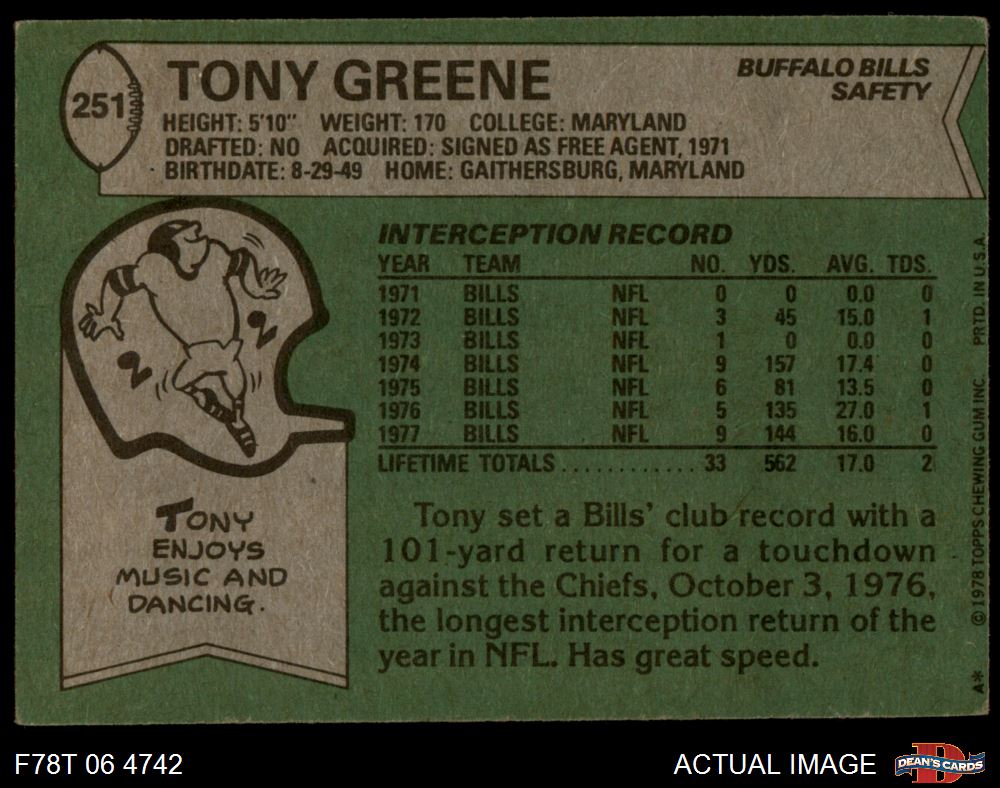 251
TONY GREENE
BUFFALO BILLS
SAFETY
HEIGHT: 5'10" WEIGHT: 170 COLLEGE: MARYLAND
DRAFTED: NO ACQUIRED: SIGNED AS FREE AGENT, 1971
BIRTHDATE: 8-29-49 HOME: GAITHERSBURG, MARYLAND
2 2
TONY
ENJOYS
MUSIC AND
DANCING.
INTERCEPTION RECORD
YEAR TEAM NO. YDS. AVG. TDS.
1971 BILLS NFL 0 0 0.0 0
1972 BILLS NFL 3 45 15.0 1
1973 BILLS NFL 1 0 0.0 0
1974 BILLS NFL 9 157 17.4 0
1975 BILLS NFL 6 81 13.5 0
1976 BILLS NFL 5 135 27.0 1
1977 BILLS NFL 9 144 16.0 0
LIFETIME TOTALS ............ 33 562 17.0 2
Tony set a Bills' club record with a
101-yard return for a touchdown
against the Chiefs, October 3, 1976,
the longest interception return of the
year in NFL. Has great speed.
A* © 1978 TOPPS CHEWING GUM INC. PRTD. IN U.S.A.
F78T 06 4742
ACTUAL IMAGE
D
DEAN'S CARDS